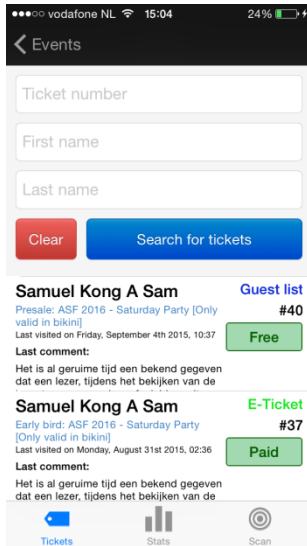 vodafone NL 15:04 24%
Events
Ticket number
First name
Last name
Clear Search for tickets
Samuel Kong A Sam Guest list
Presale: ASF 2016 - Saturday Party [Only #40
valid in bikini]
Last visited on Friday, September 4th 2015, 10:37 Free
Last comment:
Het is al geruime tijd een bekend gegeven
dat een lezer, tijdens het bekijken van de
Samuel Kong A Sam E-Ticket
Early bird: ASF 2016 - Saturday Party #37
[Only valid in bikini]
Last visited on Monday, August 31st 2015, 02:36 Paid
Last comment:
Het is al geruime tijd een bekend gegeven
dat een lezer, tijdens het bekijken van de
Tickets Stats Scan